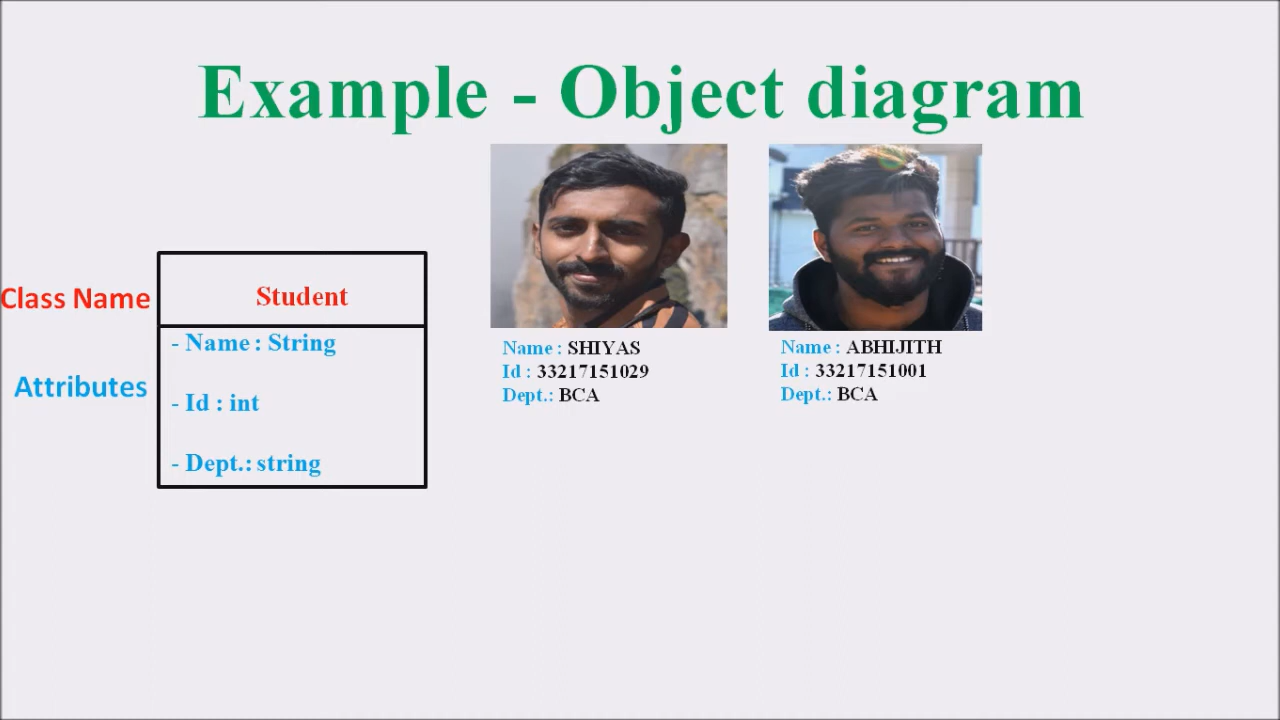 Example - Object diagram
Class Name
Student
Attributes
- Name : String
- Id : int
- Dept.: string
Name : SHIYAS
Id : 33217151029
Dept.: BCA
Name : ABHIJITH
Id : 33217151001
Dept.: BCA